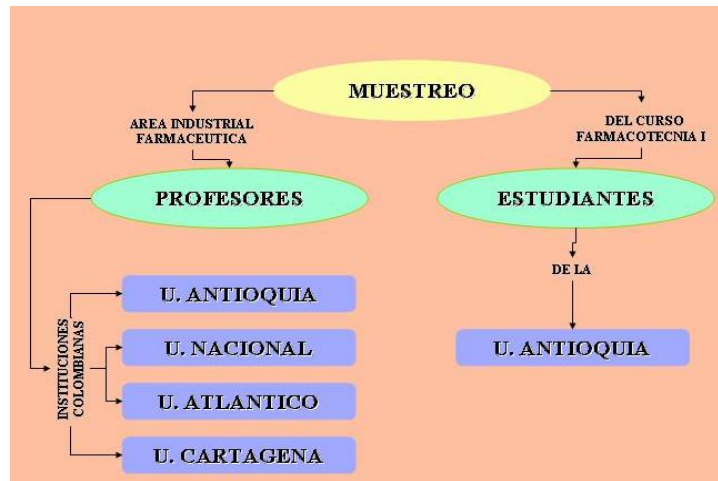 MUESTREO
AREA INDUSTRIAL
FARMACEUTICA
PROFESORES
INSTITUCIONES
COLOMBIANAS
U. ANTIOQUIA
U. NACIONAL
U. ATLANTICO
U. CARTAGENA
DEL CURSO
FARMACOTECNIA I
ESTUDIANTES
DE LA
U. ANTIOQUIA